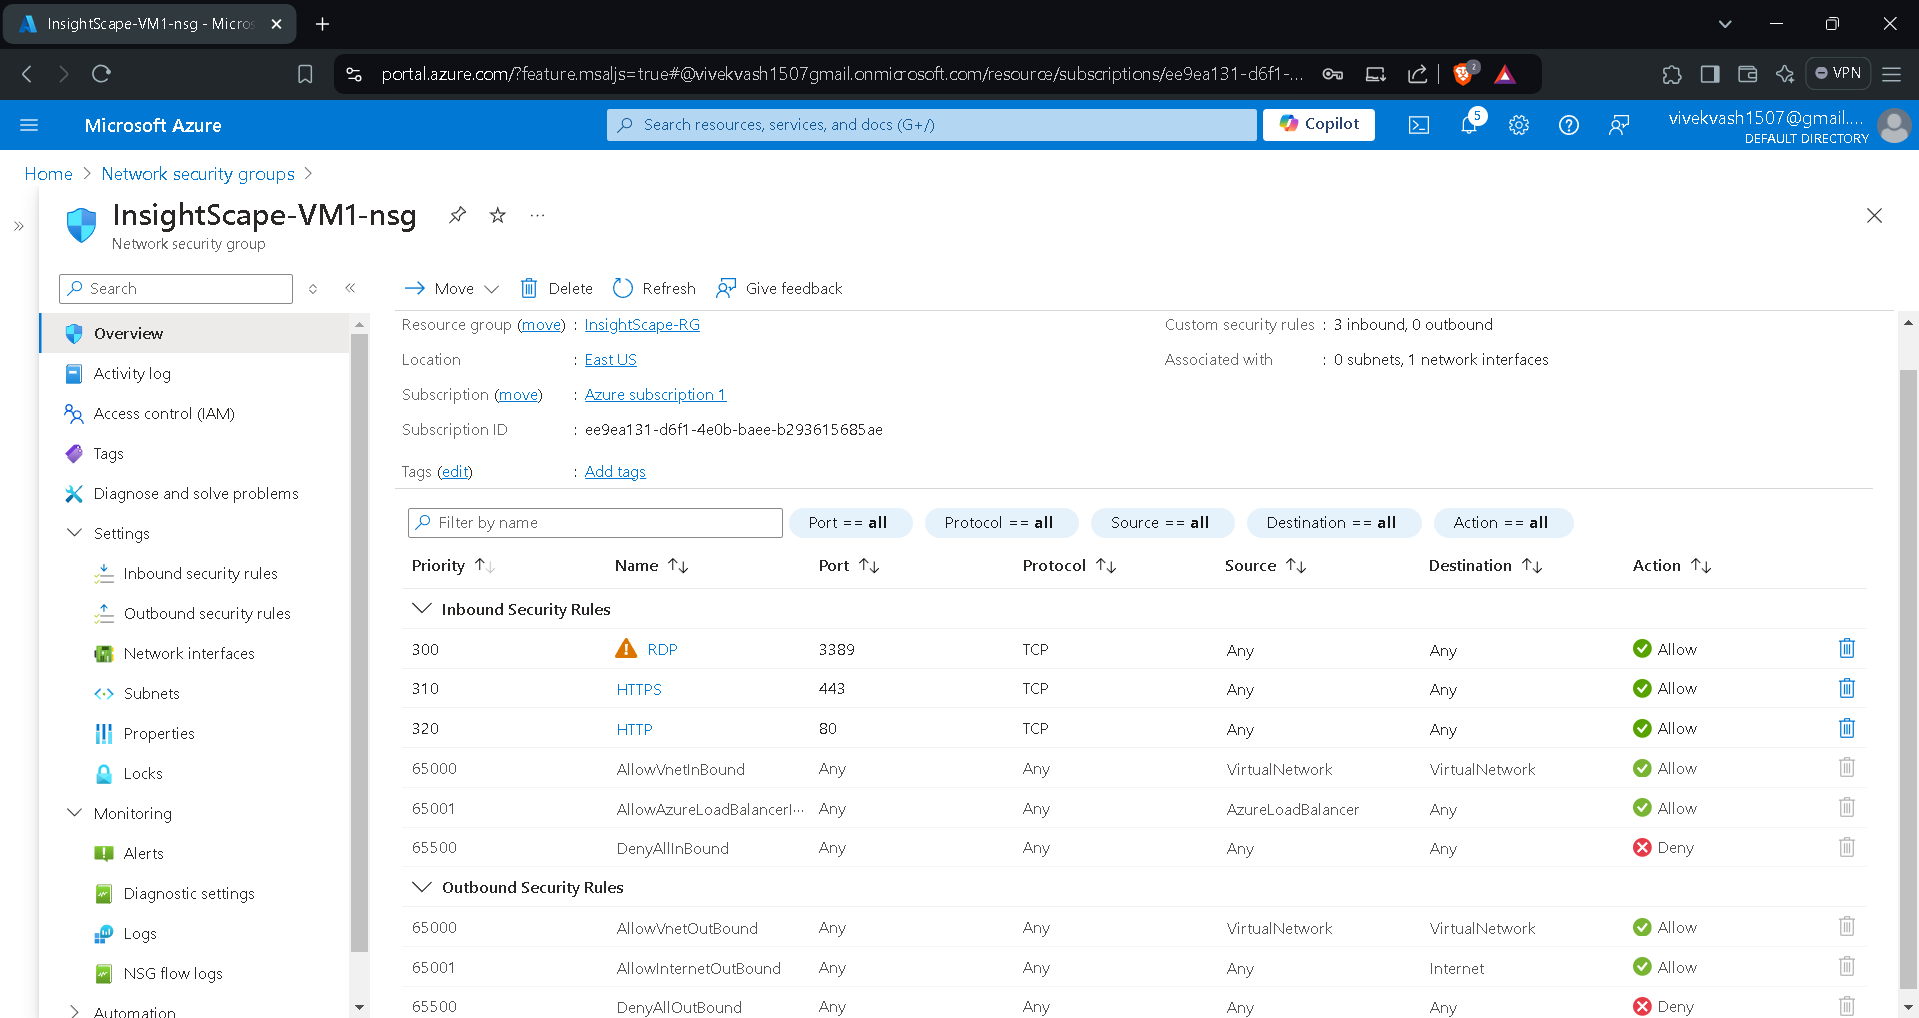 InsightScape-VM1-nsg - Micros
portal.azure.com/?feature.msaljs=true#@vivekvash1507gmail.onmicrosoft.com/resource/subscriptions/ee9ea131-d6f1-...
2
VPN
Microsoft Azure
Search resources, services, and docs (G+/)
Copilot
5
vivekvash1507@gmail....
DEFAULT DIRECTORY
Home > Network security groups >
InsightScape-VM1-nsg
Network security group
Search
Move
Delete
Refresh
Give feedback
Overview
Activity log
Access control (IAM)
Tags
Diagnose and solve problems
Settings
Inbound security rules
Outbound security rules
Network interfaces
Subnets
Properties
Locks
Monitoring
Alerts
Diagnostic settings
Logs
NSG flow logs
Automation
Resource group (move) : InsightScape-RG
Location : East US
Subscription (move) : Azure subscription 1
Subscription ID : ee9ea131-d6f1-4e0b-baee-b293615685ae
Tags (edit) : Add tags
Custom security rules : 3 inbound, 0 outbound
Associated with : 0 subnets, 1 network interfaces
Filter by name
Port == all
Protocol == all
Source == all
Destination == all
Action == all
Priority Name Port Protocol Source Destination Action
Inbound Security Rules
300 RDP 3389 TCP Any Any Allow
310 HTTPS 443 TCP Any Any Allow
320 HTTP 80 TCP Any Any Allow
65000 AllowVnetInBound Any Any VirtualNetwork VirtualNetwork Allow
65001 AllowAzureLoadBalancerI... Any Any AzureLoadBalancer Any Allow
65500 DenyAllInBound Any Any Any Any Deny
Outbound Security Rules
65000 AllowVnetOutBound Any Any VirtualNetwork VirtualNetwork Allow
65001 AllowInternetOutBound Any Any Any Internet Allow
65500 DenyAllOutBound Any Any Any Any Deny